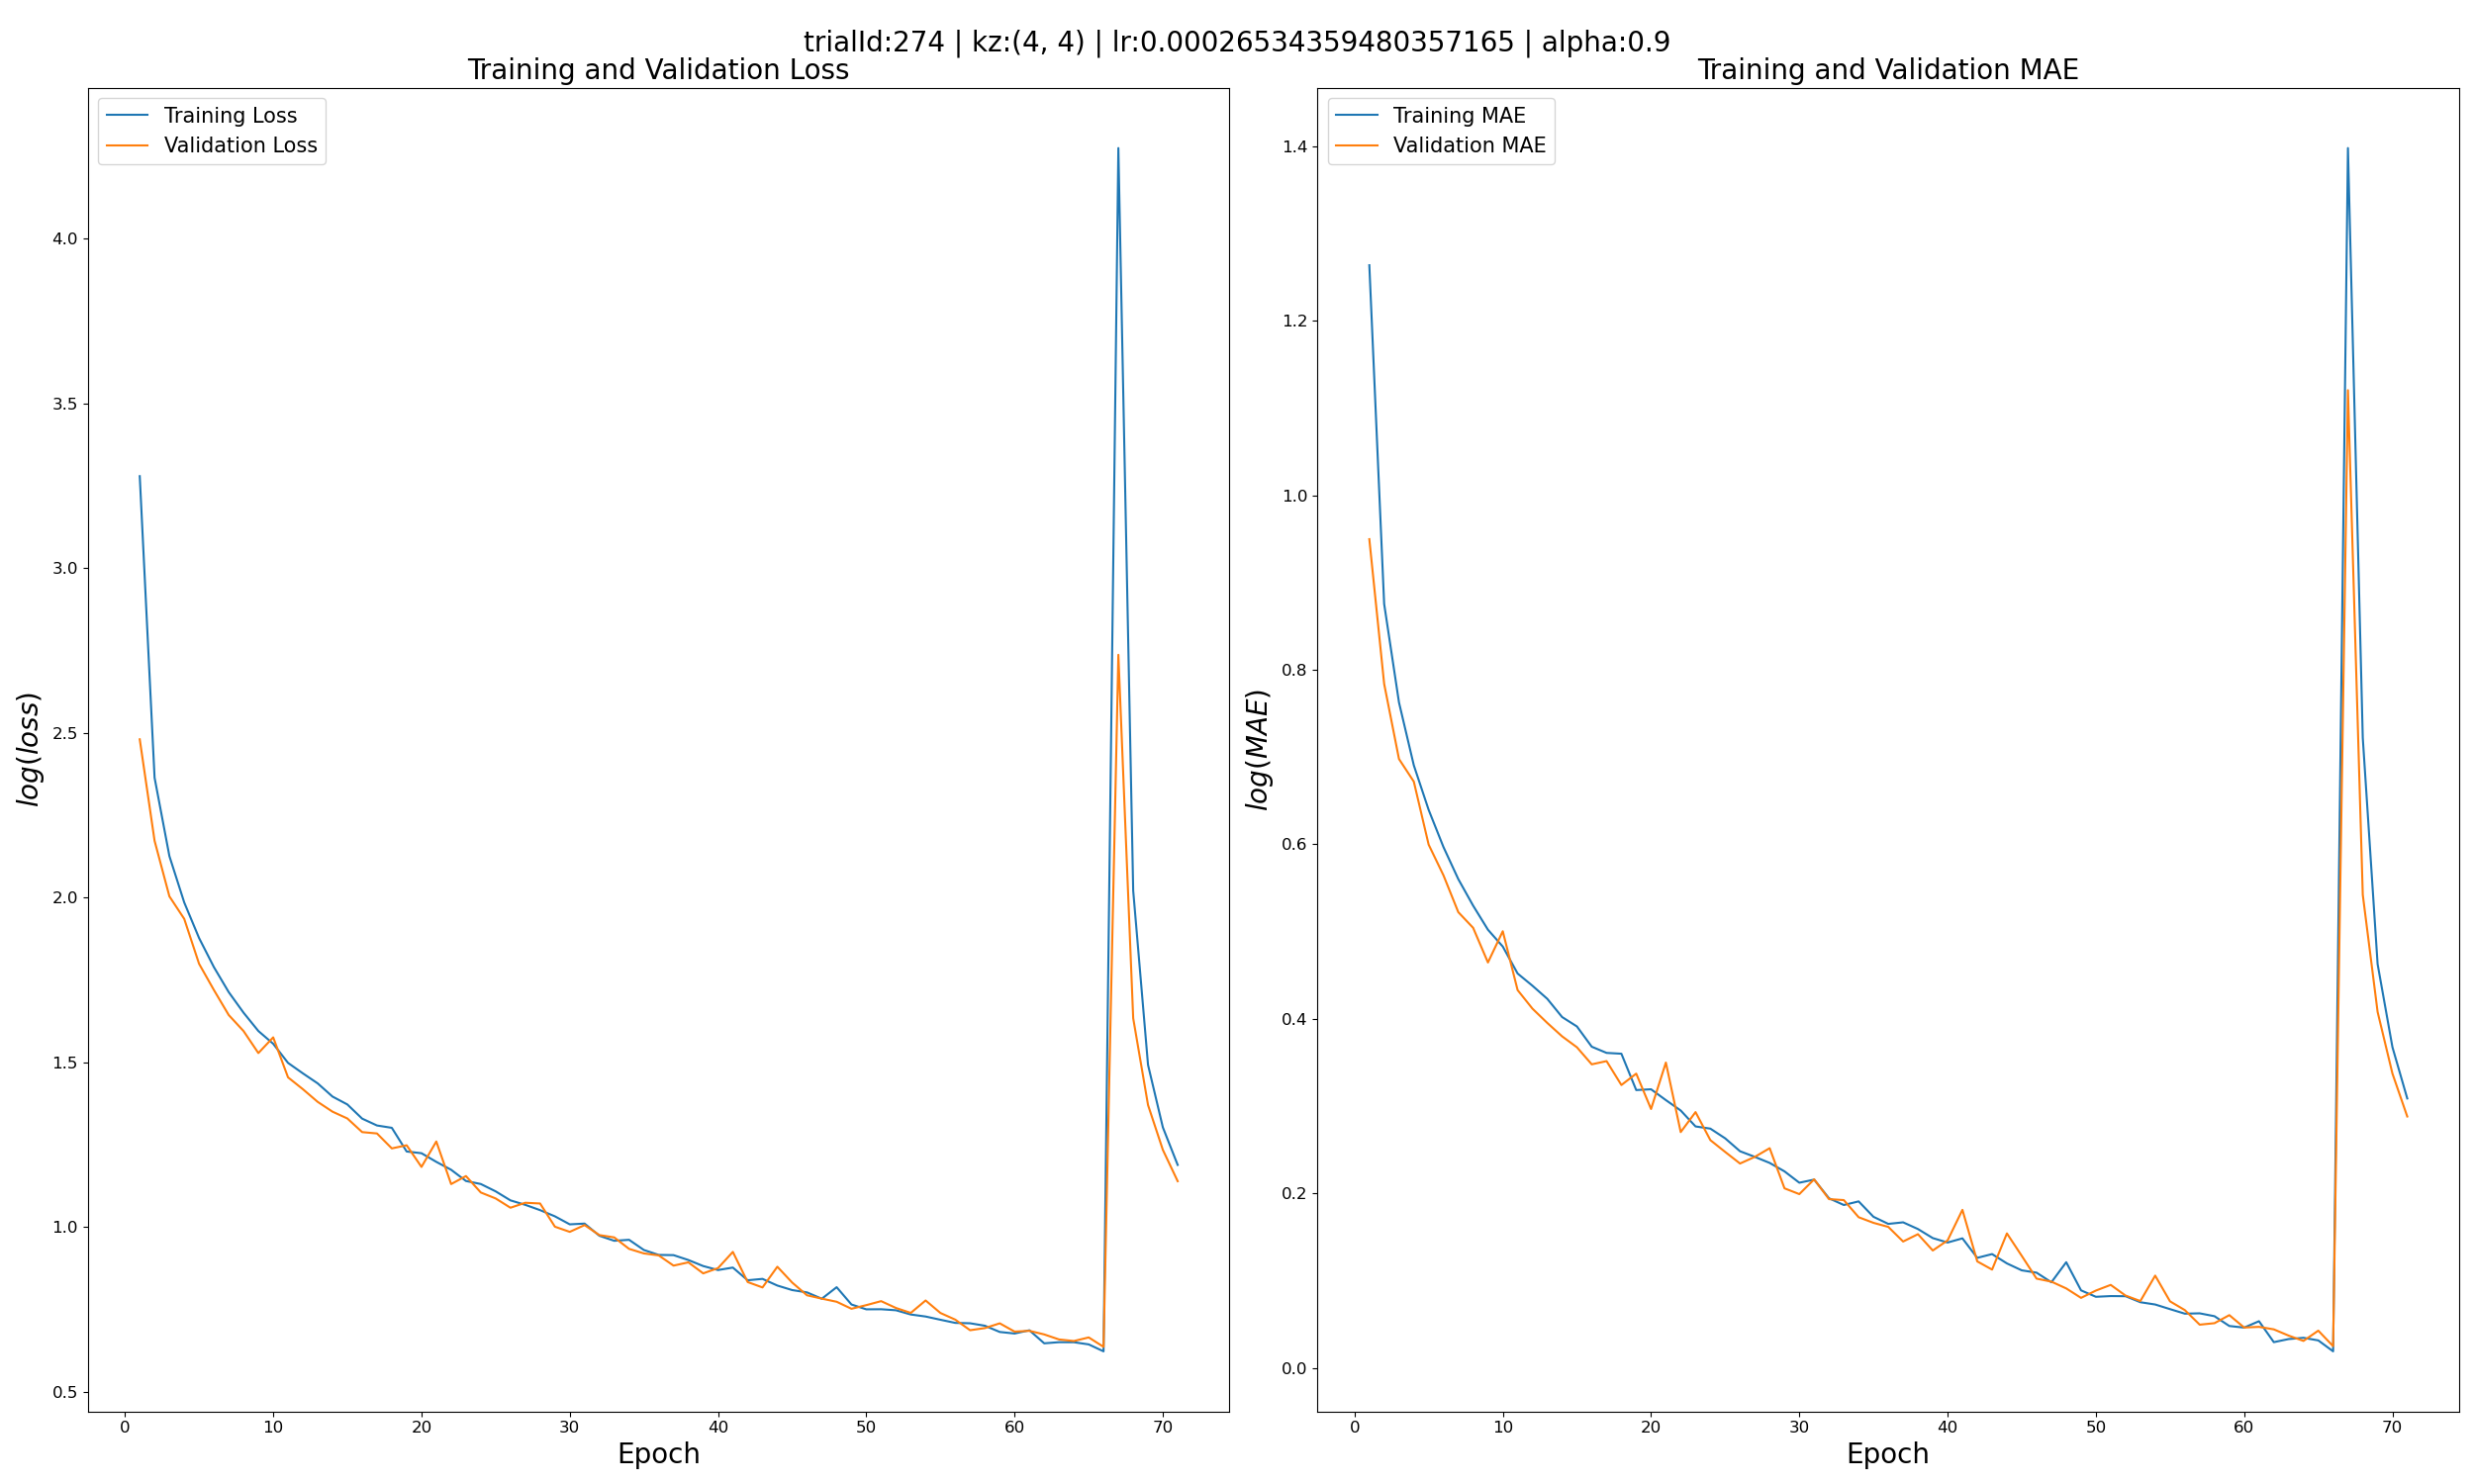 trialId:274 | kz:(4, 4) | lr:0.00026534359480357165 | alpha:0.9
Training and Validation Loss
Training Loss
Validation Loss
log(loss)
4.0
3.5
3.0
2.5
2.0
1.5
1.0
0.5
0 10 20 30 40 50 60 70
Epoch
Training and Validation MAE
Training MAE
Validation MAE
log(MAE)
1.4
1.2
1.0
0.8
0.6
0.4
0.2
0.0
0 10 20 30 40 50 60 70
Epoch